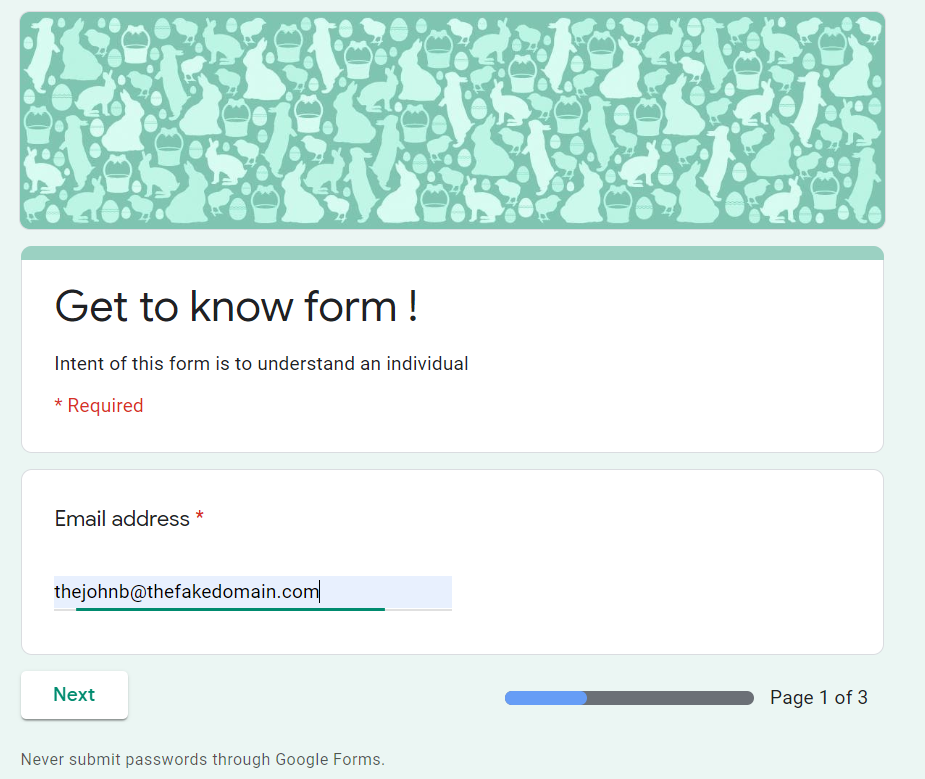 Get to know form !
Intent of this form is to understand an individual
* Required
Email address *
thejohnb@thefakedomain.com
Next
Page 1 of 3
Never submit passwords through Google Forms.